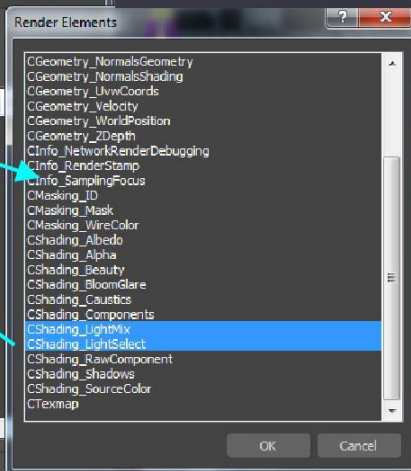 Render Elements
CGeometry_NormalsGeometry
CGeometry_NormalsShading
CGeometry_UvwCoords
CGeometry_Velocity
CGeometry_WorldPosition
CGeometry_ZDepth
CInfo_NetworkRenderDebugging
CInfo_RenderStamp
CInfo_SamplingFocus
CMasking_ID
CMasking_Mask
CMasking_WireColor
CShading_Albedo
CShading_Alpha
CShading_Beauty
CShading_BloomGlare
CShading_Caustics
CShading_Components
CShading_LightMix
CShading_LightSelect
CShading_RawComponent
CShading_Shadows
CShading_SourceColor
CTexmap
OK Cancel